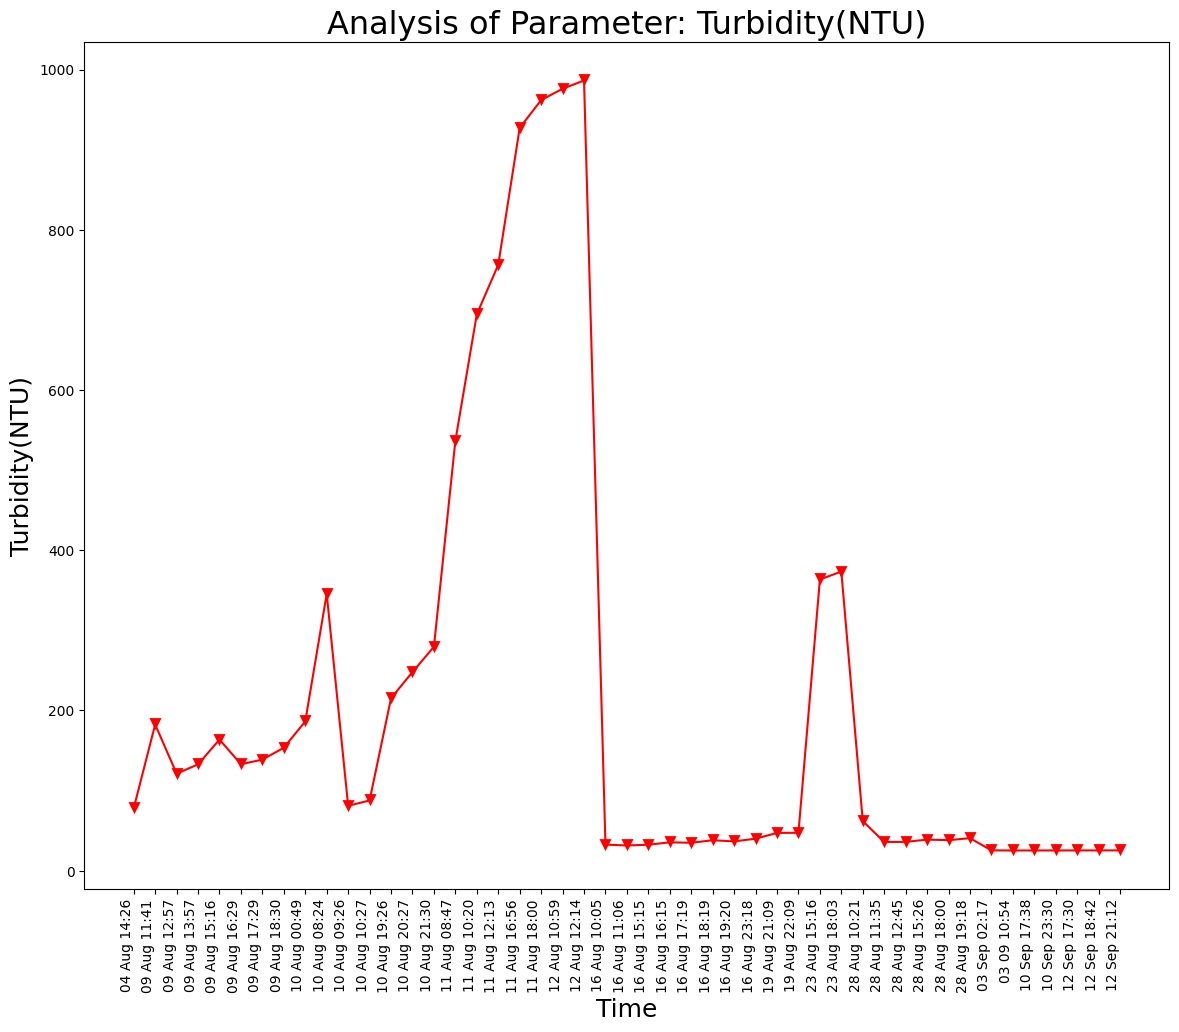 Analysis of Parameter: Turbidity(NTU)
1000
800
600
400
200
0
Turbidity(NTU)
04 Aug 14:26
09 Aug 11:41
09 Aug 12:57
09 Aug 13:57
09 Aug 15:16
09 Aug 16:29
09 Aug 17:29
09 Aug 18:30
10 Aug 00:49
10 Aug 08:24
10 Aug 09:26
10 Aug 10:27
10 Aug 19:26
10 Aug 20:27
10 Aug 21:30
11 Aug 08:47
11 Aug 10:20
11 Aug 12:13
11 Aug 16:56
11 Aug 18:00
12 Aug 10:59
12 Aug 12:14
16 Aug 10:05
16 Aug 11:06
16 Aug 15:15
16 Aug 16:15
16 Aug 17:19
16 Aug 18:19
16 Aug 19:20
16 Aug 23:18
19 Aug 21:09
19 Aug 22:09
23 Aug 15:16
23 Aug 18:03
28 Aug 10:21
28 Aug 11:35
28 Aug 12:45
28 Aug 15:26
28 Aug 18:00
28 Aug 19:18
03 Sep 02:17
03 09 10:54
10 Sep 17:38
10 Sep 23:30
12 Sep 17:30
12 Sep 18:42
12 Sep 21:12
Time